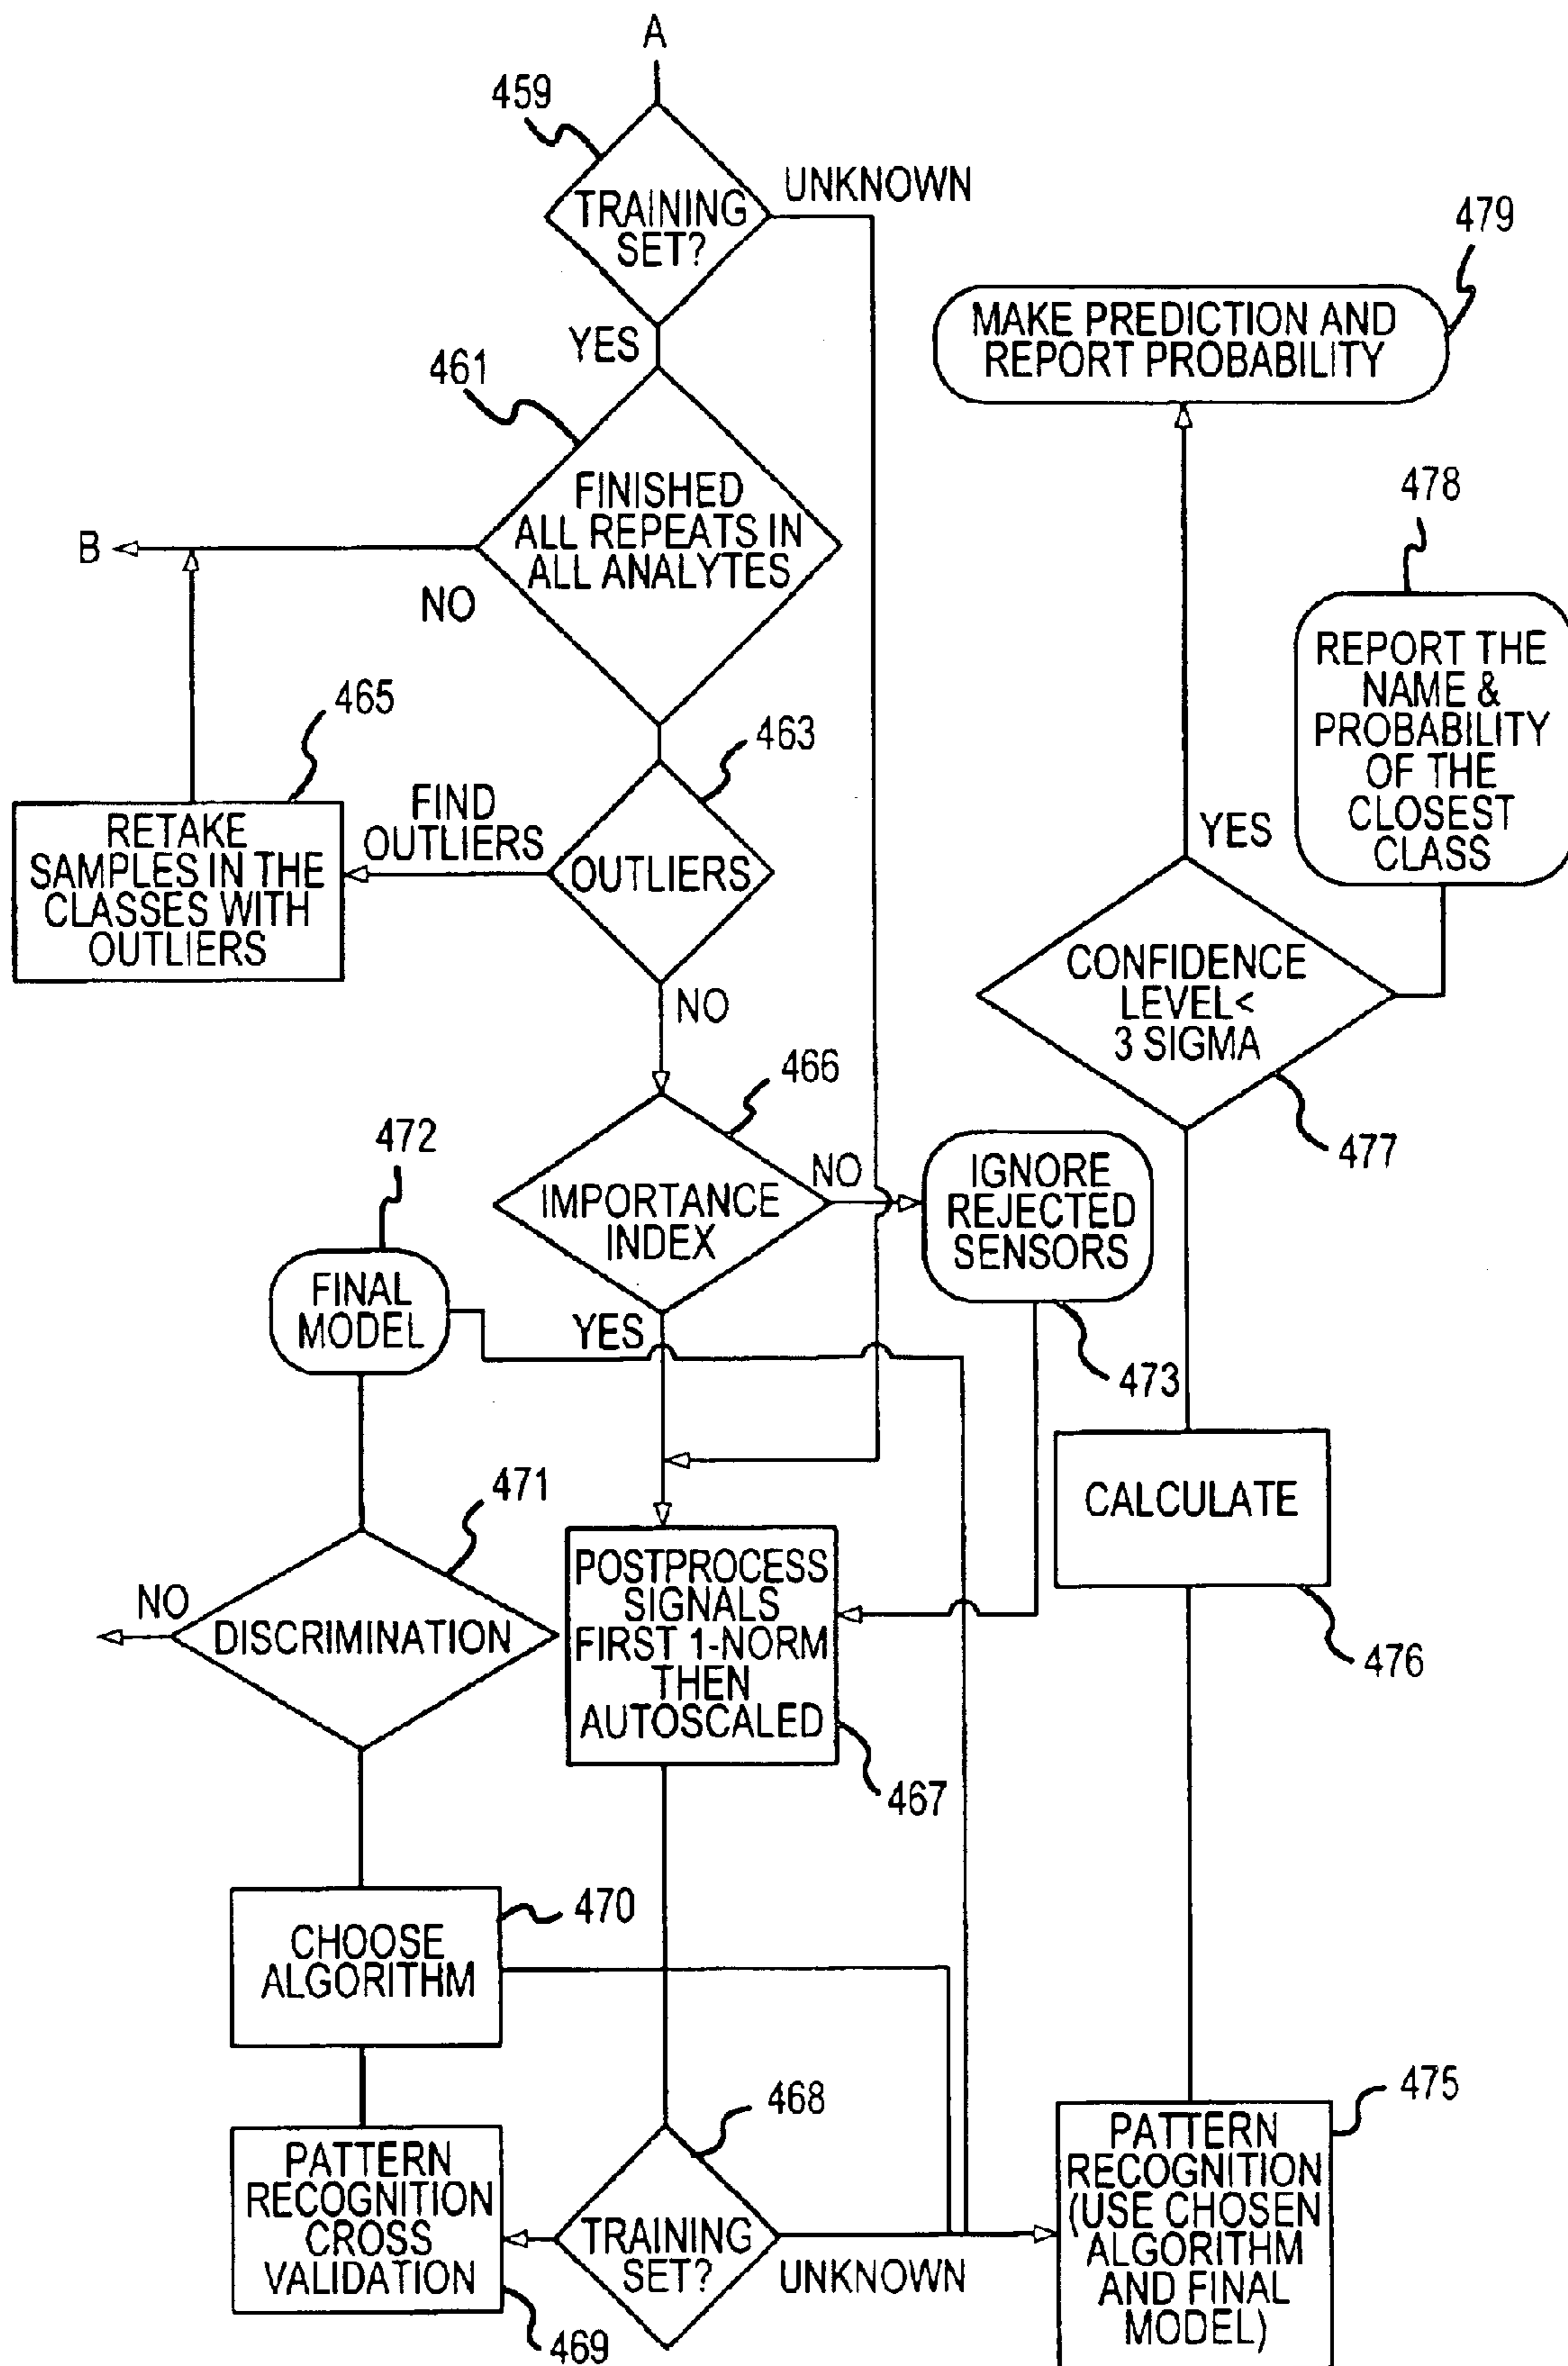 A
459
TRAINING
SET?
UNKNOWN
YES
479
MAKE PREDICTION AND
REPORT PROBABILITY
461
FINISHED
ALL REPEATS IN
ALL ANALYTES
B
NO
478
REPORT THE
NAME &
PROBABILITY
OF THE
CLOSEST
CLASS
465
RETAKE
SAMPLES IN THE
CLASSES WITH
OUTLIERS
FIND
OUTLIERS
463
OUTLIERS
NO
YES
CONFIDENCE
LEVEL<
3 SIGMA
477
466
IMPORTANCE
INDEX
NO
IGNORE
REJECTED
SENSORS
473
472
FINAL
MODEL
YES
471
NO
DISCRIMINATION
POSTPROCESS
SIGNALS
FIRST 1-NORM
THEN
AUTOSCALED
467
CALCULATE
476
470
CHOOSE
ALGORITHM
468
TRAINING
SET?
UNKNOWN
PATTERN
RECOGNITION
CROSS
VALIDATION
469
475
PATTERN
RECOGNITION
(USE CHOSEN
ALGORITHM
AND FINAL
MODEL)